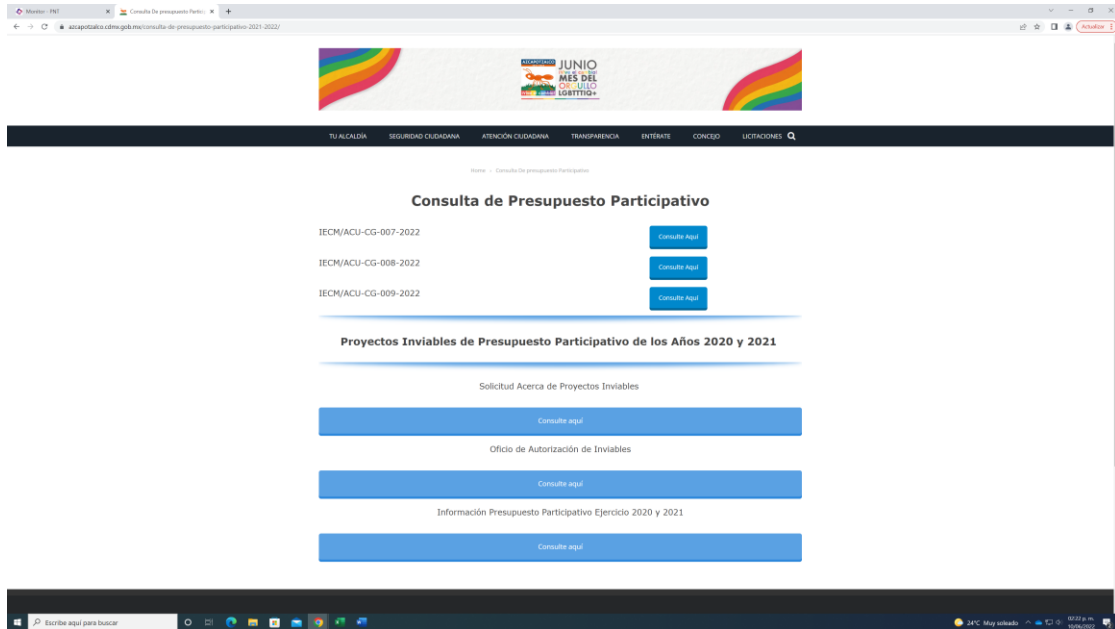 Monitor - PNT
Consulta De presupuesto Partici
azcapotzalco.cdmx.gob.mx/consulta-de-presupuesto-participativo-2021-2022/
Actualizar
AZCAPOTZALCO
JUNIO
MES DEL
ORGULLO
LGBTTTIQ+
TU ALCALDÍA SEGURIDAD CIUDADANA ATENCIÓN CIUDADANA TRANSPARENCIA ENTÉRATE CONCEJO LICITACIONES
Home Consulta De presupuesto Participativo
Consulta de Presupuesto Participativo
IECM/ACU-CG-007-2022 Consulte Aquí
IECM/ACU-CG-008-2022 Consulte Aquí
IECM/ACU-CG-009-2022 Consulte Aquí
Proyectos Inviables de Presupuesto Participativo de los Años 2020 y 2021
Solicitud Acerca de Proyectos Inviables
Consulte aquí
Oficio de Autorización de Inviables
Consulte aquí
Información Presupuesto Participativo Ejercicio 2020 y 2021
Consulte aquí
Escribe aquí para buscar
24°C Muy soleado
02:22 p. m.
10/06/2022